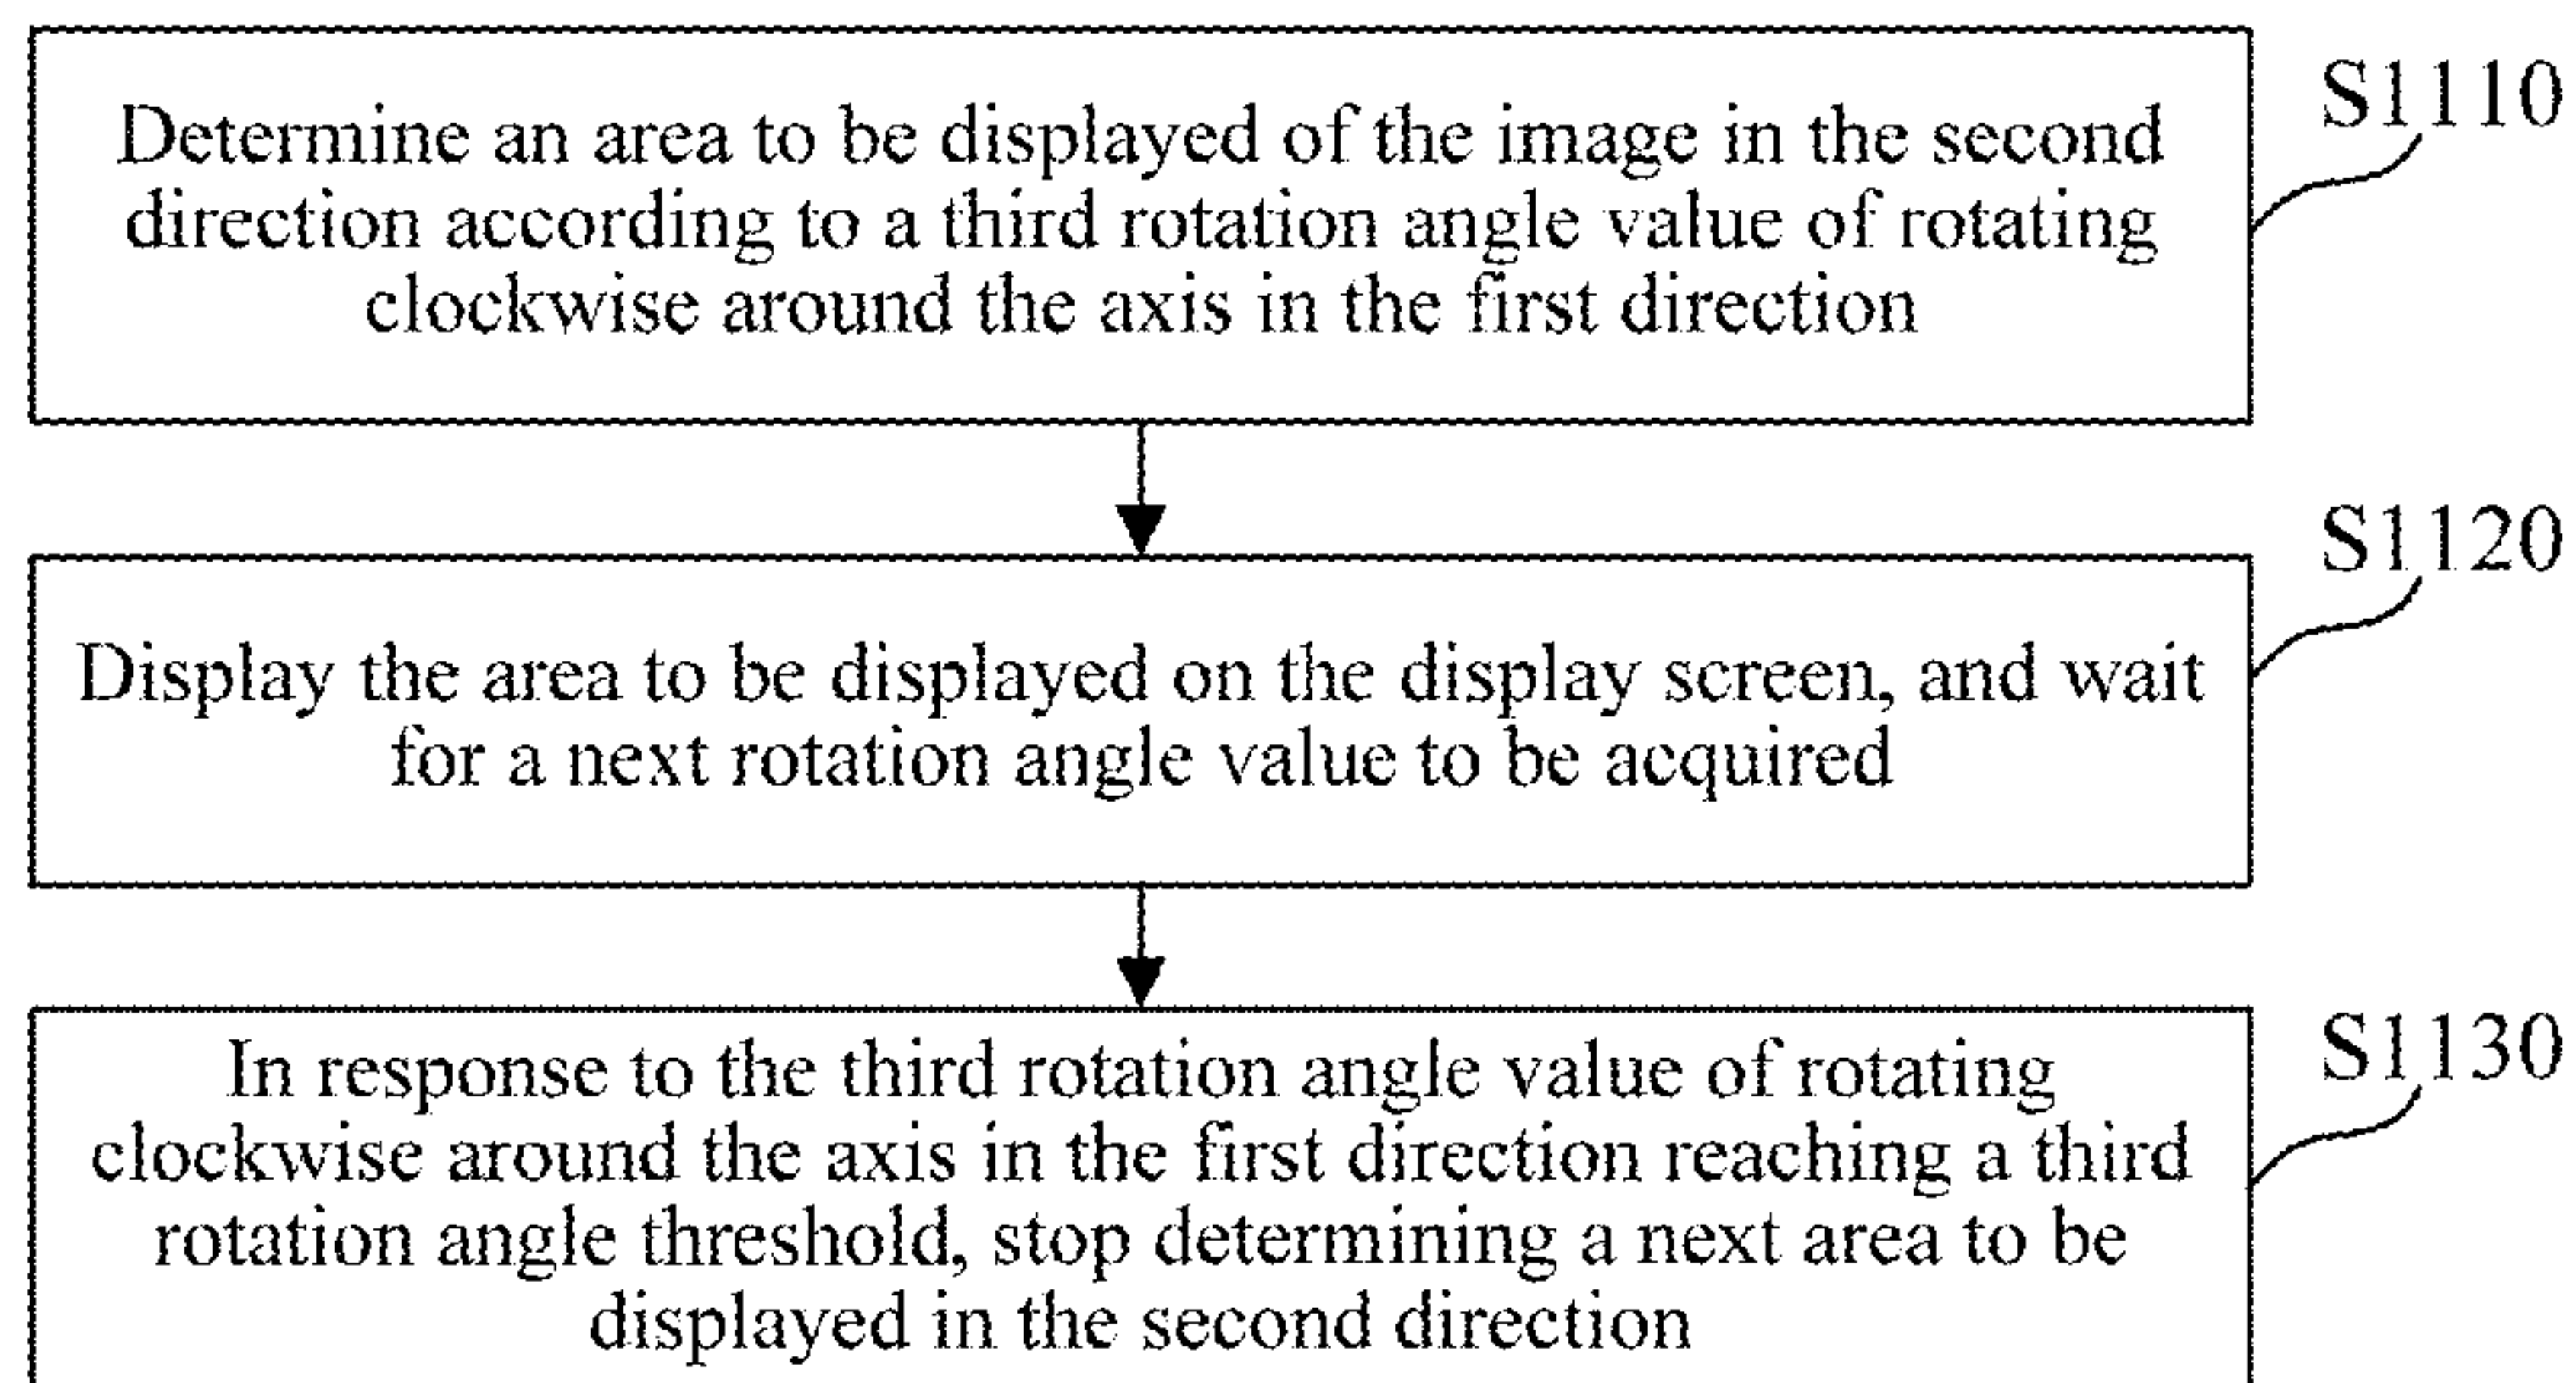 Determine an area to be displayed of the image in the second
direction according to a third rotation angle value of rotating
clockwise around the axis in the first direction
S1110
Display the area to be displayed on the display screen, and wait
for a next rotation angle value to be acquired
S1120
In response to the third rotation angle value of rotating
clockwise around the axis in the first direction reaching a third
rotation angle threshold, stop determining a next area to be
displayed in the second direction
S1130